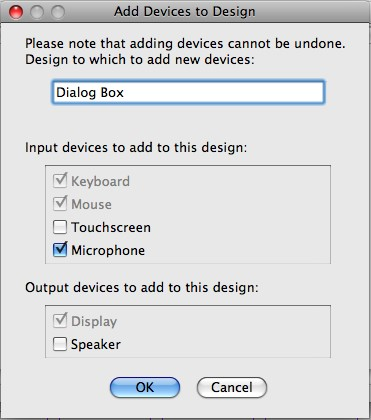 Add Devices to Design
Please note that adding devices cannot be undone.
Design to which to add new devices:
Dialog Box
Input devices to add to this design:
Keyboard
Mouse
Touchscreen
Microphone
Output devices to add to this design:
Display
Speaker
OK Cancel